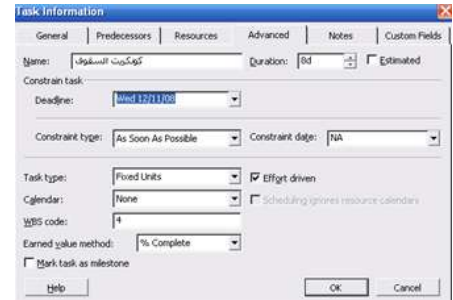 Task Information
General Predecessors Resources Advanced Notes Custom Fields
Name: كونكريت السقوف Duration: 8d Estimated
Constrain task
Deadline: Wed 12/11/08
Constraint type: As Soon As Possible Constraint date: NA
Task type: Fixed Units Effort driven
Calendar: None Scheduling ignores resource calendars
WBS code: 4
Earned value method: % Complete
Mark task as milestone
Help OK Cancel